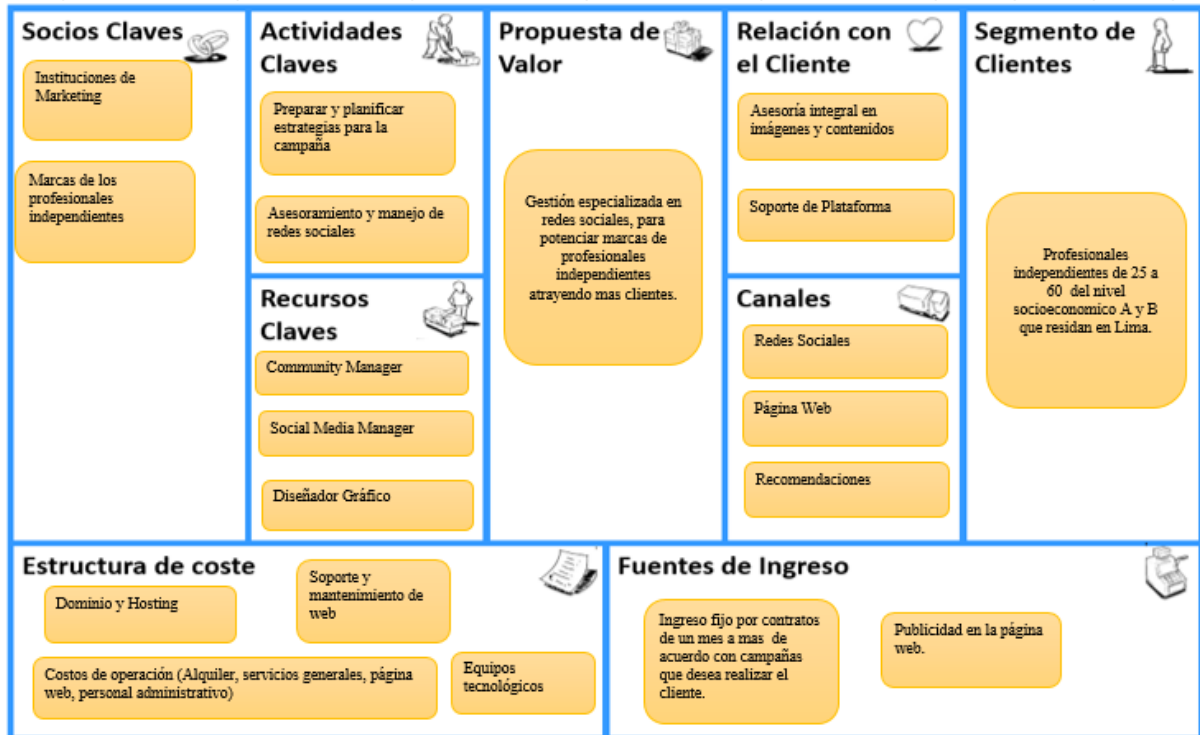 Socios Claves
Instituciones de
Marketing
Marcas de los
profesionales
independientes
Actividades
Claves
Preparar y planificar
estrategias para la
campaña
Asesoramiento y manejo de
redes sociales
Recursos
Claves
Community Manager
Social Media Manager
Diseñador Gráfico
Propuesta de
Valor
Gestión especializada en
redes sociales, para
potenciar marcas de
profesionales
independientes
atrayendo mas clientes.
Relación con
el Cliente
Asesoría integral en
imágenes y contenidos
Soporte de Plataforma
Canales
Redes Sociales
Página Web
Recomendaciones
Segmento de
Clientes
Profesionales
independientes de 25 a
60 del nivel
socioeconomico A y B
que residan en Lima.
Estructura de coste
Dominio y Hosting
Soporte y
mantenimiento de
web
Costos de operación (Alquiler, servicios generales, página
web, personal administrativo)
Equipos
tecnológicos
Fuentes de Ingreso
Ingreso fijo por contratos
de un mes a mas de
acuerdo con campañas
que desea realizar el
cliente.
Publicidad en la página
web.